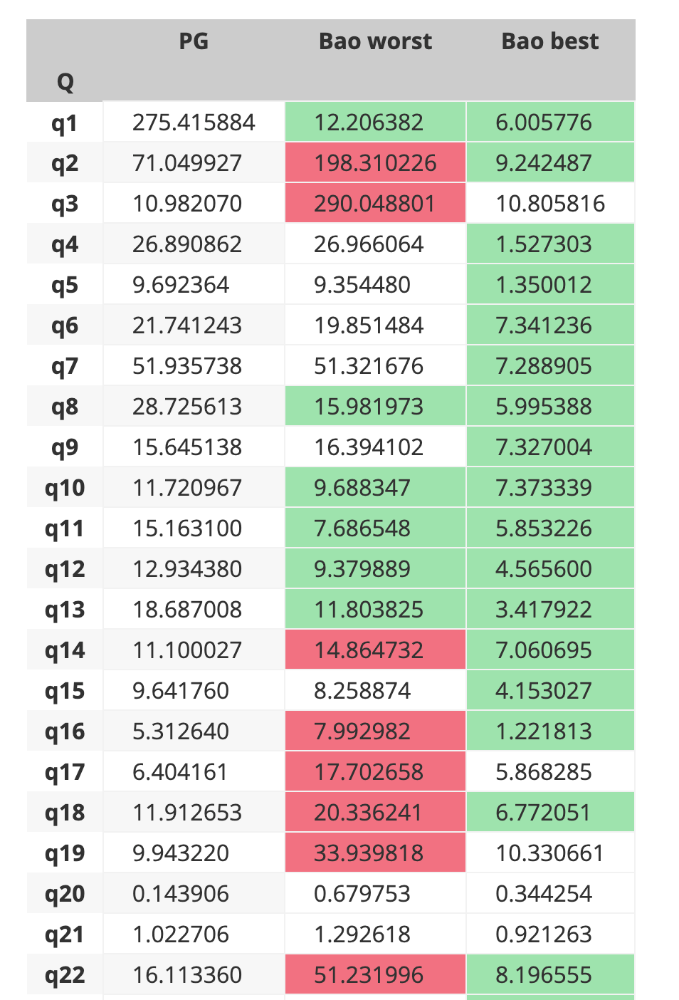 PG Bao worst Bao best
Q
q1 275.415884 12.206382 6.005776
q2 71.049927 198.310226 9.242487
q3 10.982070 290.048801 10.805816
q4 26.890862 26.966064 1.527303
q5 9.692364 9.354480 1.350012
q6 21.741243 19.851484 7.341236
q7 51.935738 51.321676 7.288905
q8 28.725613 15.981973 5.995388
q9 15.645138 16.394102 7.327004
q10 11.720967 9.688347 7.373339
q11 15.163100 7.686548 5.853226
q12 12.934380 9.379889 4.565600
q13 18.687008 11.803825 3.417922
q14 11.100027 14.864732 7.060695
q15 9.641760 8.258874 4.153027
q16 5.312640 7.992982 1.221813
q17 6.404161 17.702658 5.868285
q18 11.912653 20.336241 6.772051
q19 9.943220 33.939818 10.330661
q20 0.143906 0.679753 0.344254
q21 1.022706 1.292618 0.921263
q22 16.113360 51.231996 8.196555